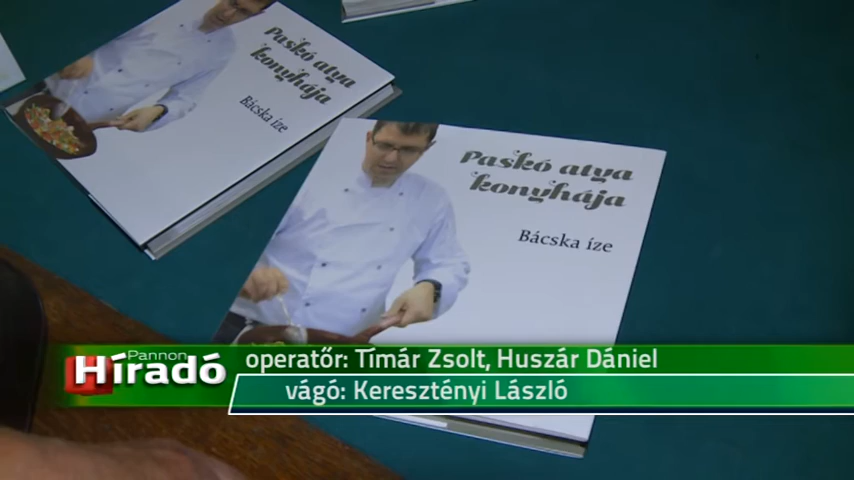 Paskó atya
konyhája
Bácska íze
Paskó atya
konyhája
Bácska íze
Pannon
Híradó
operatőr: Tímár Zsolt, Huszár Dániel
vágó: Keresztényi László